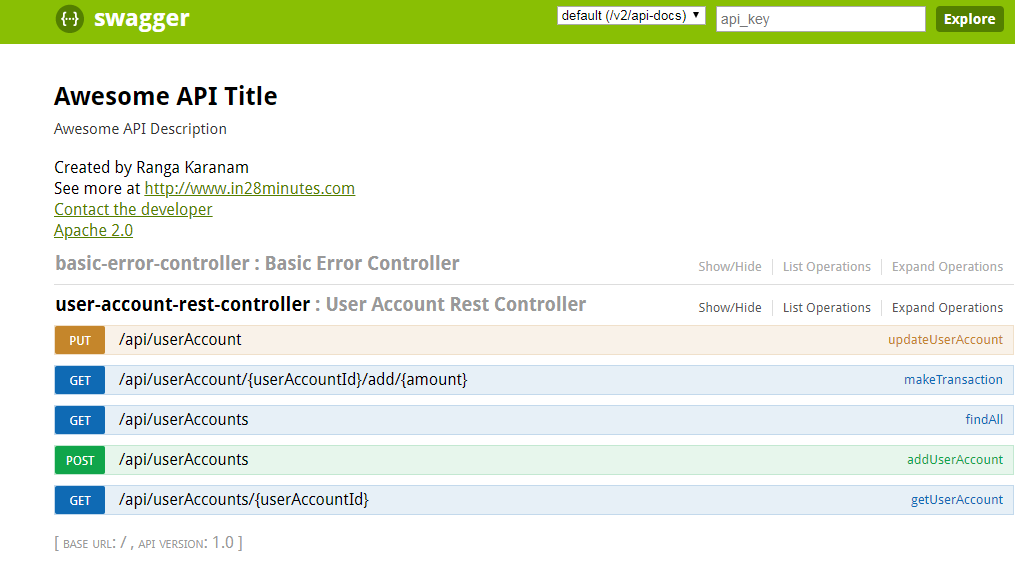 {··} swagger default (/v2/api-docs) ▼ api_key Explore
Awesome API Title
Awesome API Description
Created by Ranga Karanam
See more at http://www.in28minutes.com
Contact the developer
Apache 2.0
basic-error-controller : Basic Error Controller Show/Hide List Operations Expand Operations
user-account-rest-controller : User Account Rest Controller Show/Hide List Operations Expand Operations
PUT /api/userAccount updateUserAccount
GET /api/userAccount/{userAccountId}/add/{amount} makeTransaction
GET /api/userAccounts findAll
POST /api/userAccounts addUserAccount
GET /api/userAccounts/{userAccountId} getUserAccount
[ BASE URL: / , API VERSION: 1.0 ]